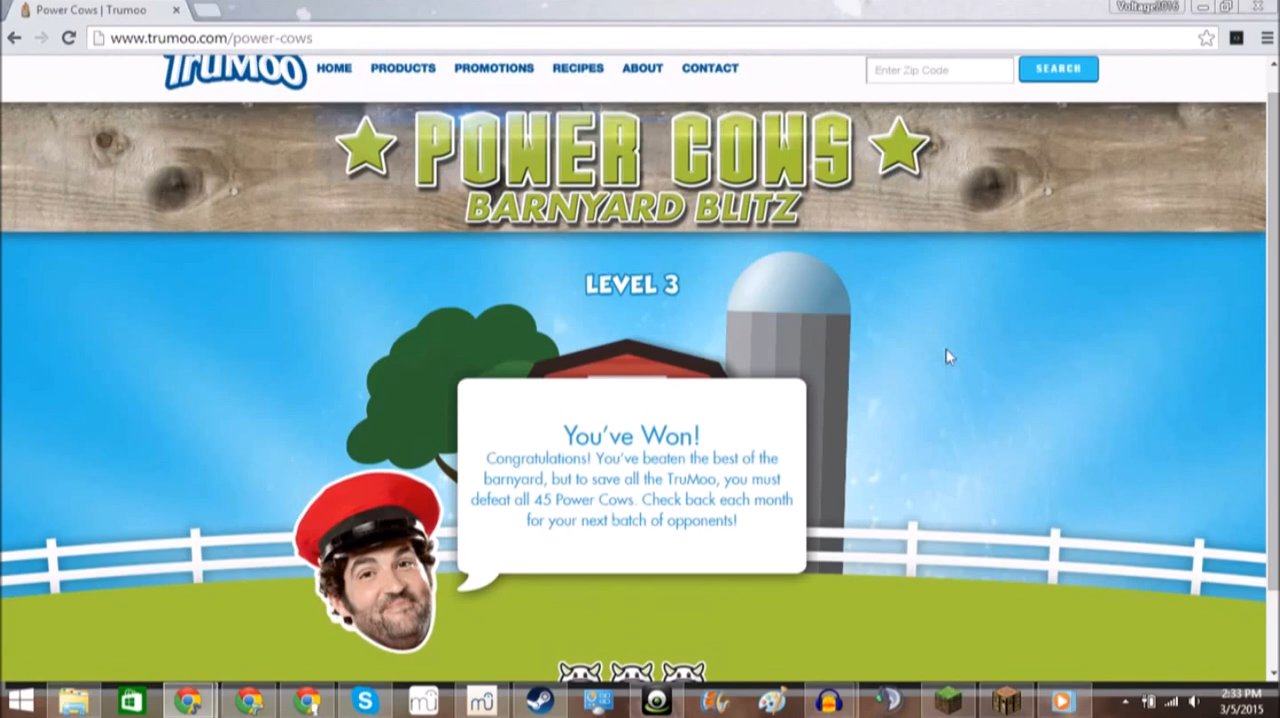 Power Cows | Trumoo
Voltage2016
www.trumoo.com/power-cows
TruMoo
HOME PRODUCTS PROMOTIONS RECIPES ABOUT CONTACT
Enter Zip Code
SEARCH
POWER COWS
BARNYARD BLITZ
LEVEL 3
You've Won!
Congratulations! You've beaten the best of the
barnyard, but to save all the TruMoo, you must
defeat all 45 Power Cows. Check back each month
for your next batch of opponents!
2:33 PM
3/5/2015